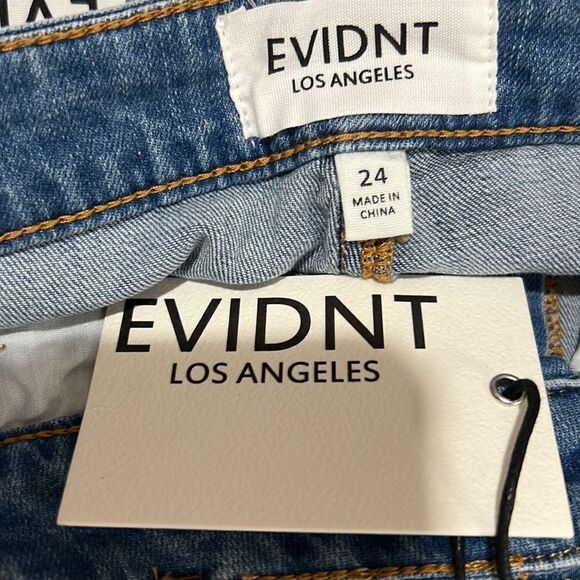 EVIDNT
LOS ANGELES
24
MADE IN
CHINA
EVIDNT
LOS ANGELES